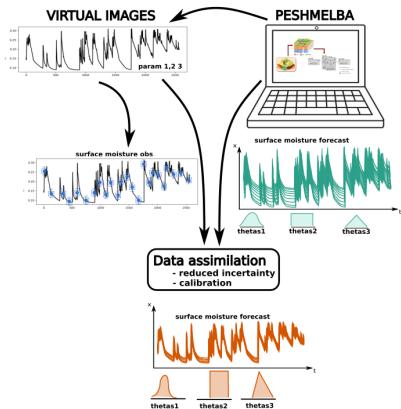 VIRTUAL IMAGES
PESHMELBA
param 1,2 3
surface moisture obs
surface moisture forecast
x
t
thetas1 thetas2 thetas3
Data assimilation
- reduced incertainty
- calibration
x
surface moisture forecast
t
thetas1 thetas2 thetas3